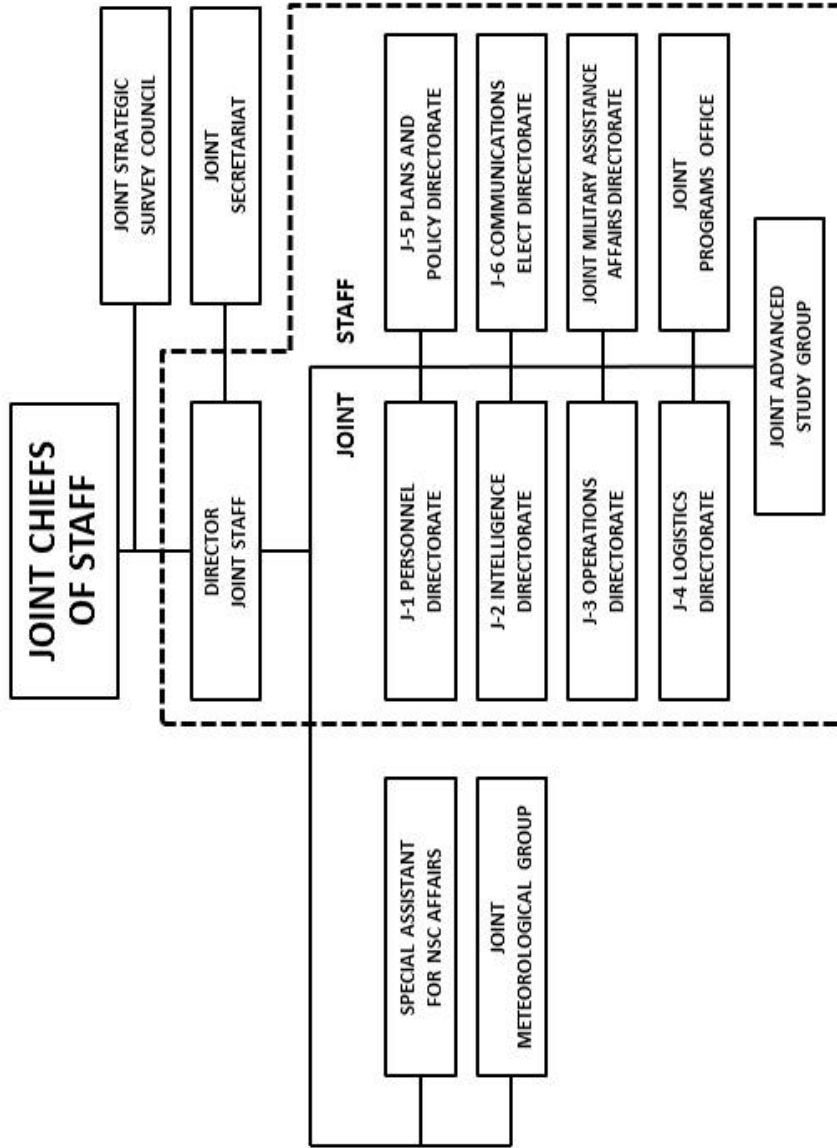 JOINT CHIEFS
OF STAFF
JOINT STRATEGIC
SURVEY COUNCIL
DIRECTOR
JOINT STAFF
JOINT
SECRETARIAT
JOINT STAFF
SPECIAL ASSISTANT
FOR NSC AFFAIRS
J-1 PERSONNEL
DIRECTORATE
J-5 PLANS AND
POLICY DIRECTORATE
JOINT
METEOROLOGICAL GROUP
J-2 INTELLIGENCE
DIRECTORATE
J-6 COMMUNICATIONS
ELECT DIRECTORATE
J-3 OPERATIONS
DIRECTORATE
JOINT MILITARY ASSISTANCE
AFFAIRS DIRECTORATE
J-4 LOGISTICS
DIRECTORATE
JOINT
PROGRAMS OFFICE
JOINT ADVANCED
STUDY GROUP